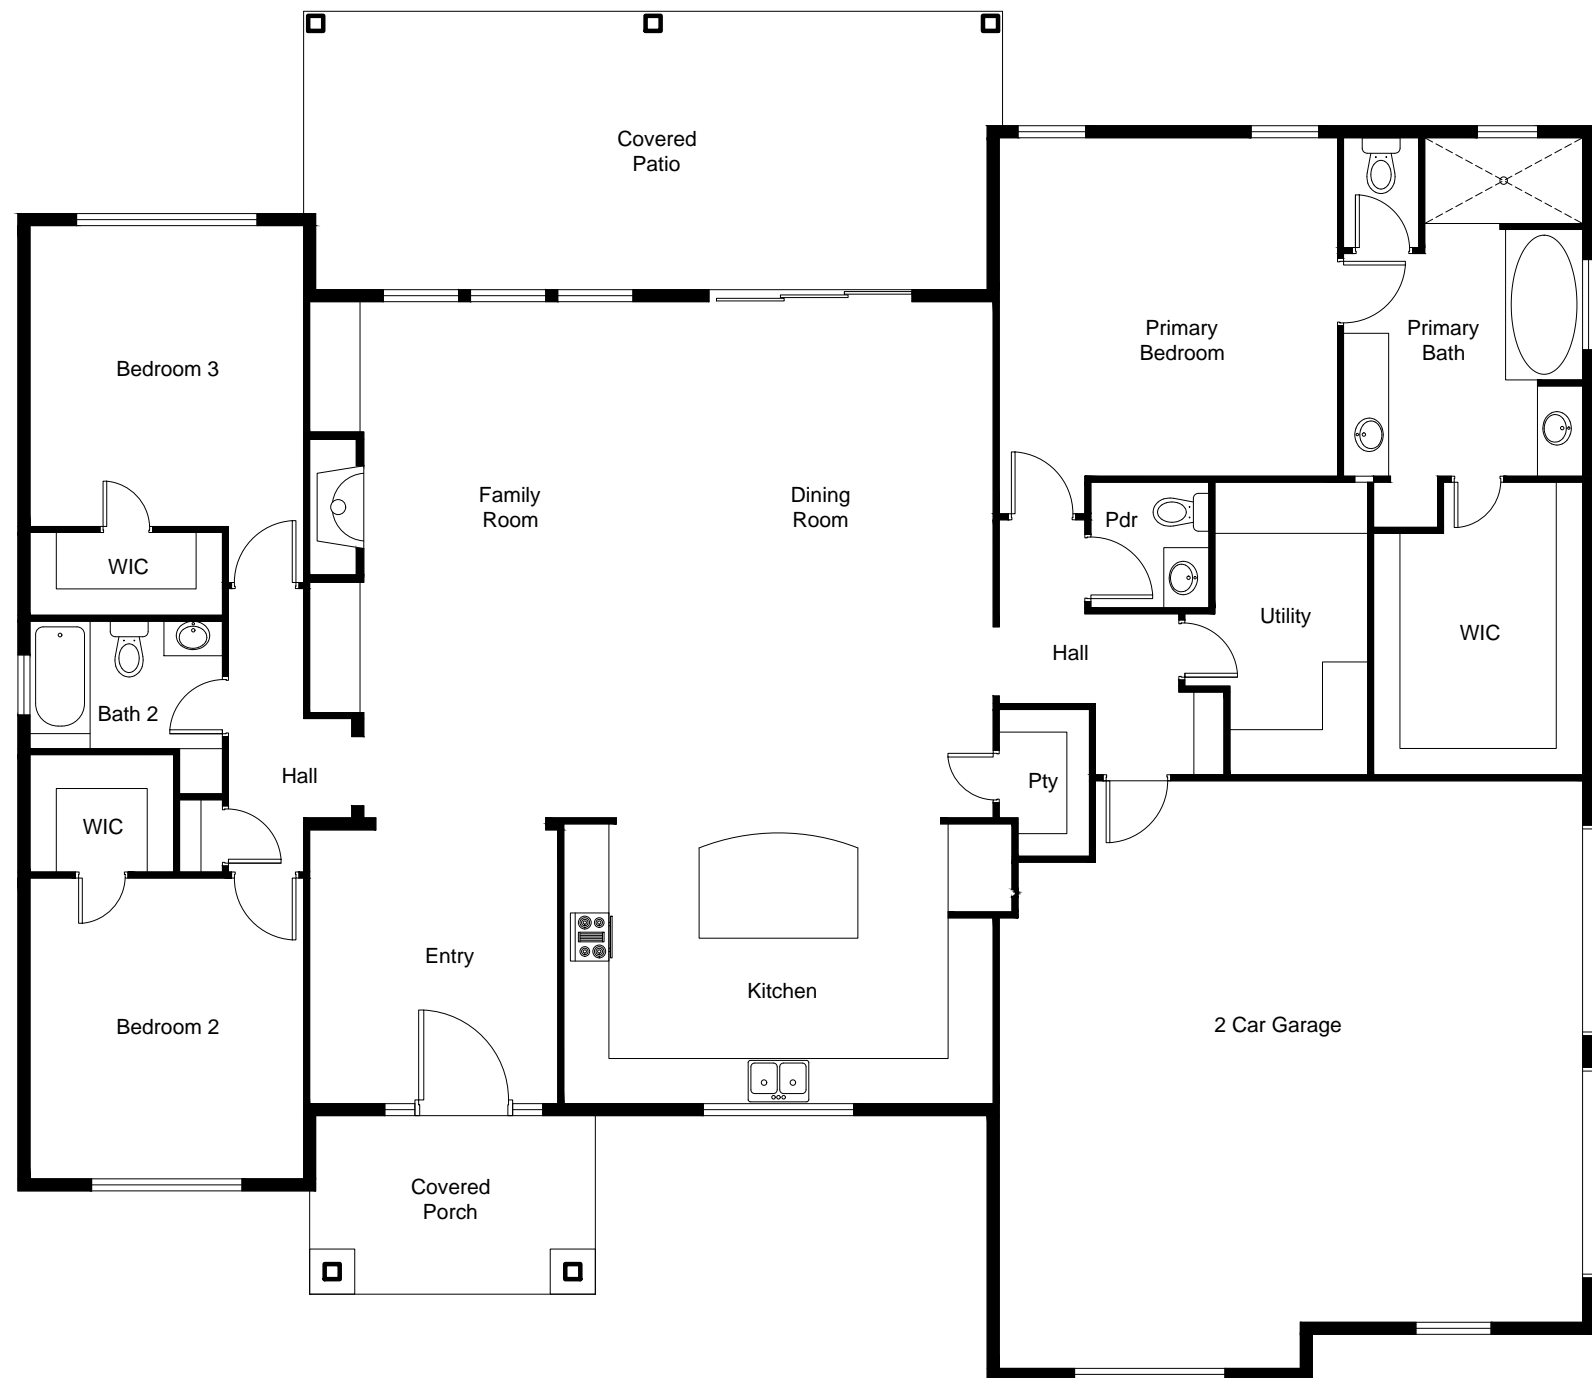 Covered
Patio
Primary
Bedroom
Primary
Bath
Bedroom 3
Family
Room
Dining
Room
Pdr
WIC
Utility
WIC
Hall
Bath 2
Hall
Pty
WIC
Entry
Kitchen
Bedroom 2
2 Car Garage
Covered
Porch